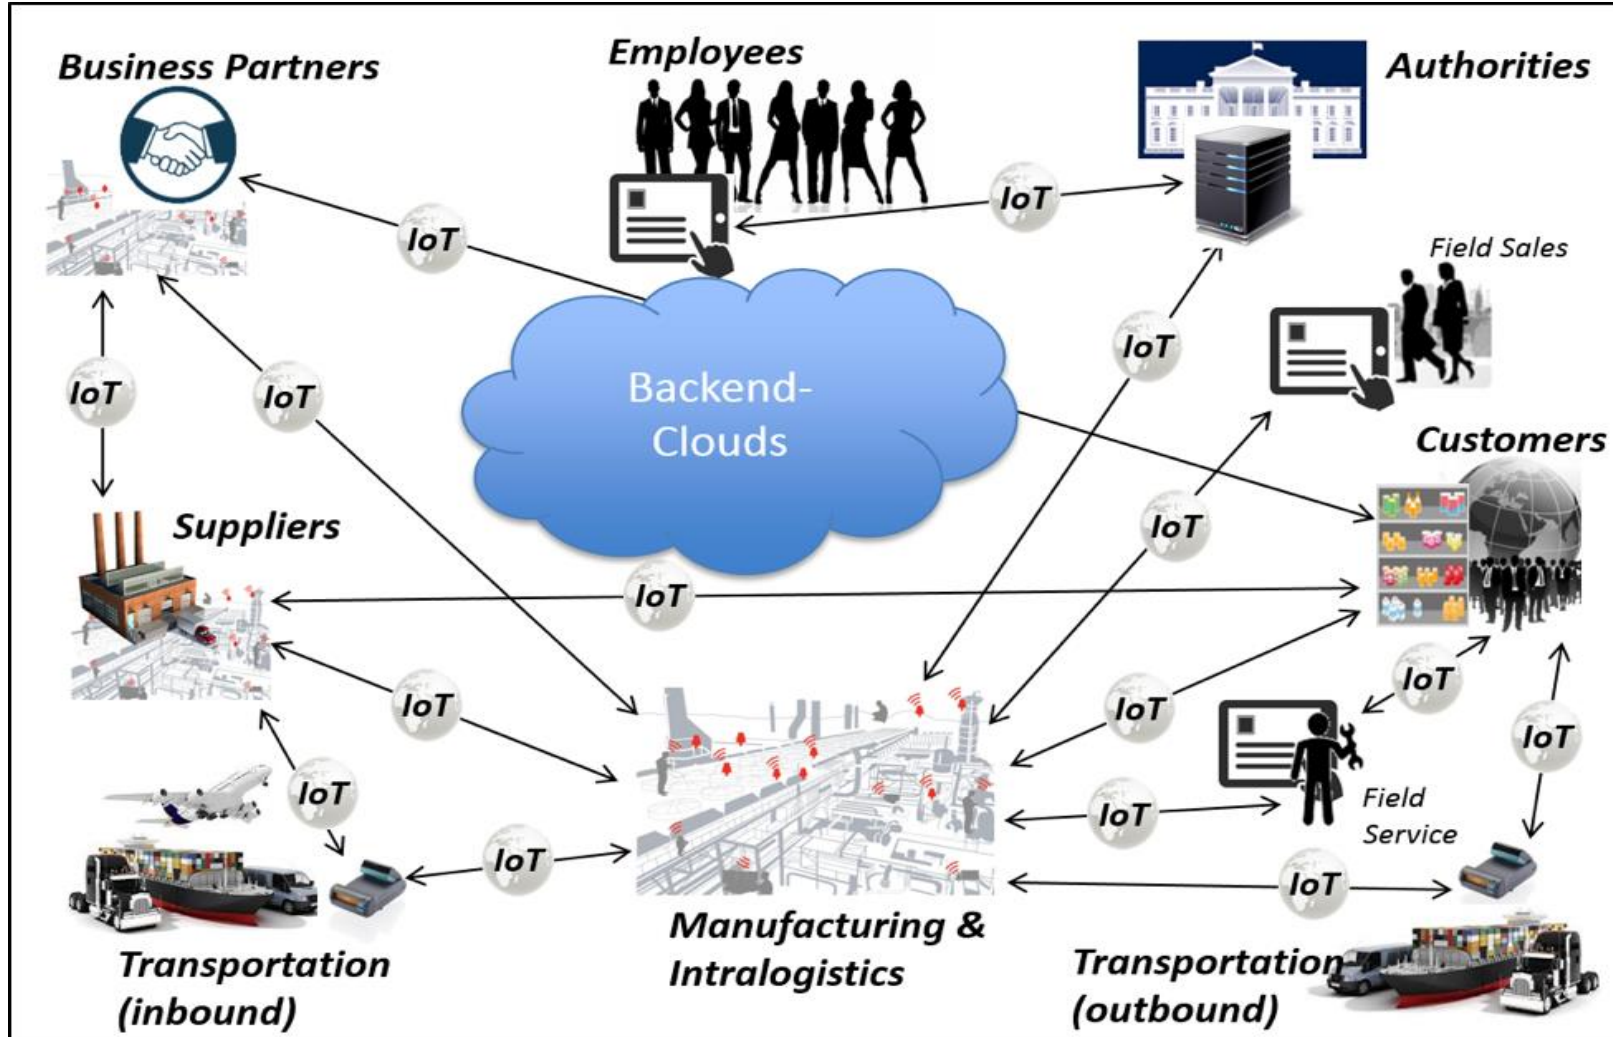 Business Partners
Employees
Authorities
IoT
IoT
Field Sales
IoT
IoT
IoT
Backend-
Clouds
Customers
IoT
Suppliers
IoT
IoT
IoT
IoT
IoT
IoT
IoT
Field
Service
IoT
IoT
Manufacturing &
Intralogistics
Transportation
(inbound)
Transportation
(outbound)
IoT